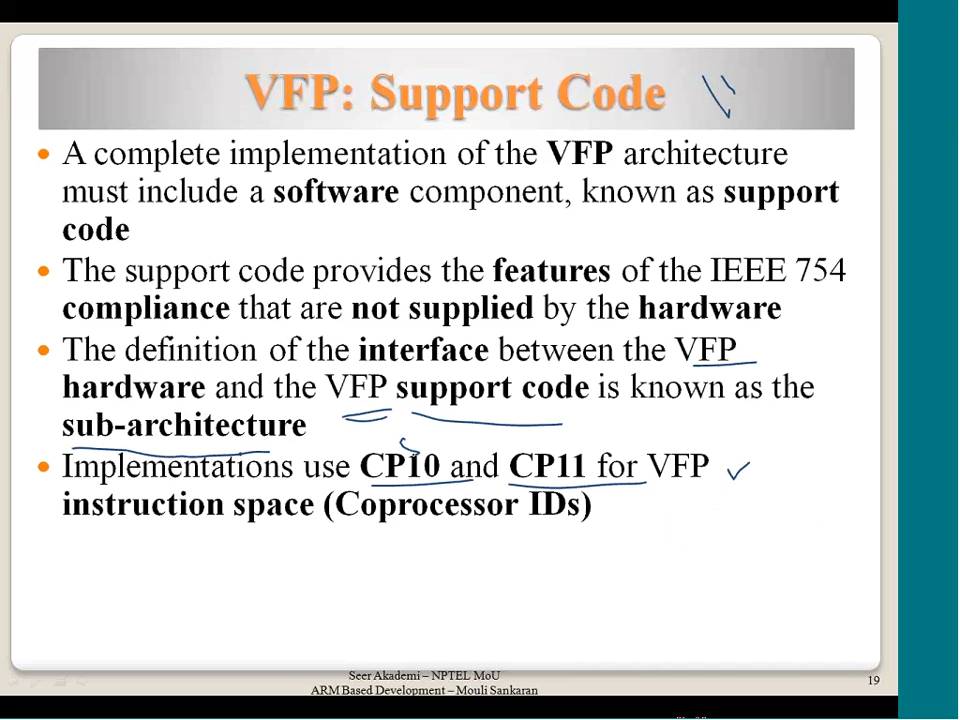 VFP: Support Code
• A complete implementation of the VFP architecture
must include a software component, known as support
code
• The support code provides the features of the IEEE 754
compliance that are not supplied by the hardware
• The definition of the interface between the VFP
hardware and the VFP support code is known as the
sub-architecture
• Implementations use CP10 and CP11 for VFP
instruction space (Coprocessor IDs)
Seer Akademi – NPTEL MoU
ARM Based Development – Mouli Sankaran
19